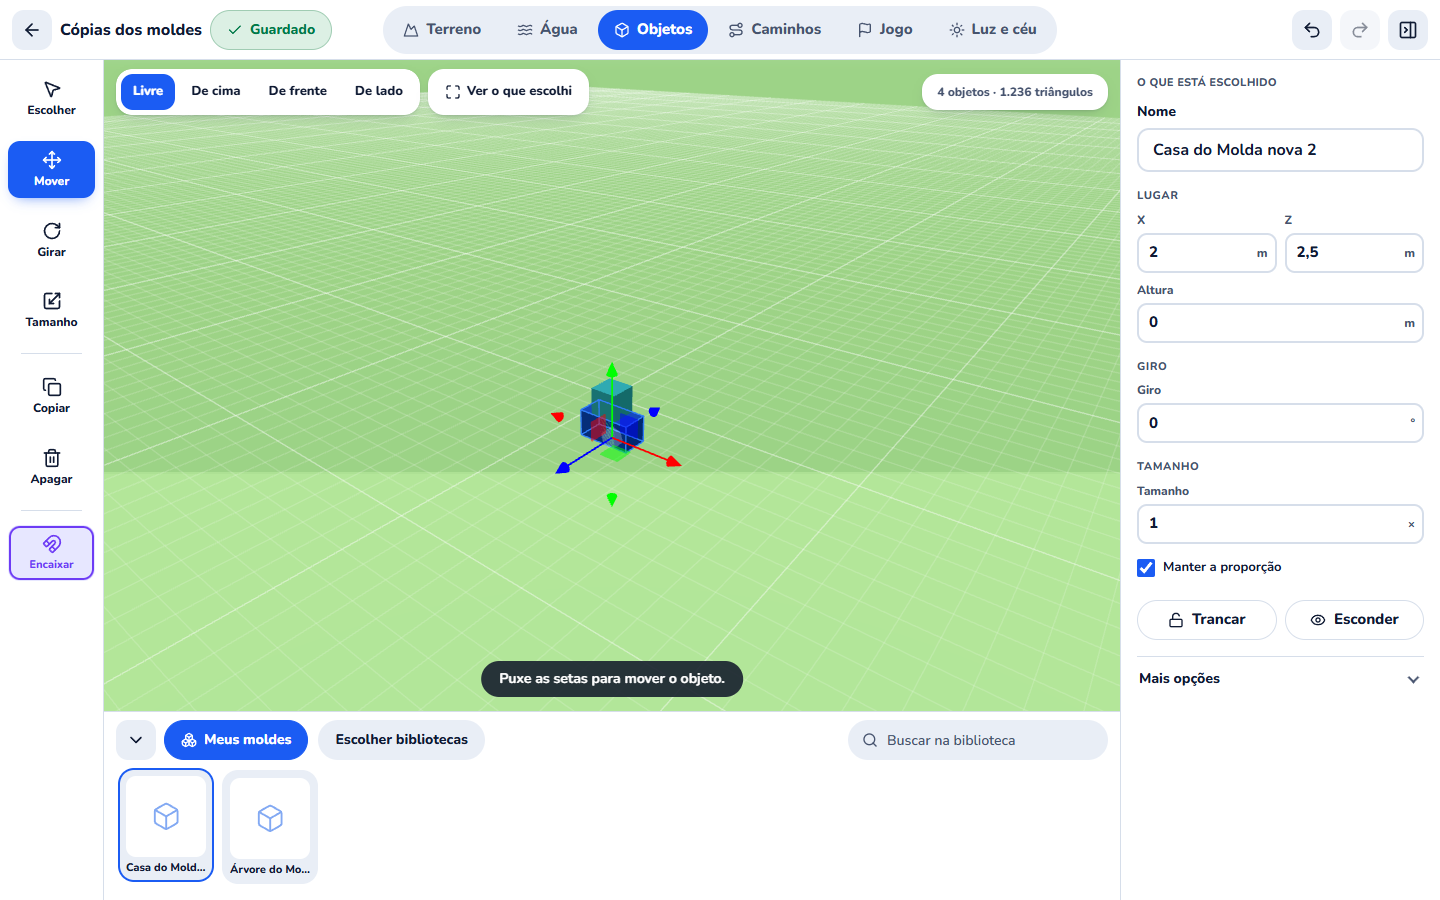 Cópias dos moldes
Guardado
Terreno
Água
Objetos
Caminhos
Jogo
Luz e céu
Escolher
Mover
Girar
Tamanho
Copiar
Apagar
Encaixar
Livre
De cima
De frente
De lado
Ver o que escolhi
4 objetos · 1.236 triângulos
Puxe as setas para mover o objeto.
Meus moldes
Escolher bibliotecas
Buscar na biblioteca
Casa do Mold...
Árvore do Mo...
O QUE ESTÁ ESCOLHIDO
Nome
Casa do Molda nova 2
LUGAR
X
Z
2 m
2,5 m
Altura
0 m
GIRO
Giro
0 °
TAMANHO
Tamanho
1 ×
Manter a proporção
Trancar
Esconder
Mais opções